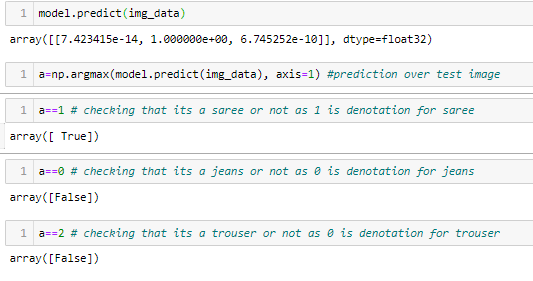 1 model.predict(img_data)
array([[7.423415e-14, 1.000000e+00, 6.745252e-10]], dtype=float32)
1 a=np.argmax(model.predict(img_data), axis=1) #prediction over test image
1 a==1 # checking that its a saree or not as 1 is denotation for saree
array([ True])
1 a==0 # checking that its a jeans or not as 0 is denotation for jeans
array([False])
1 a==2 # checking that its a trouser or not as 0 is denotation for trouser
array([False])